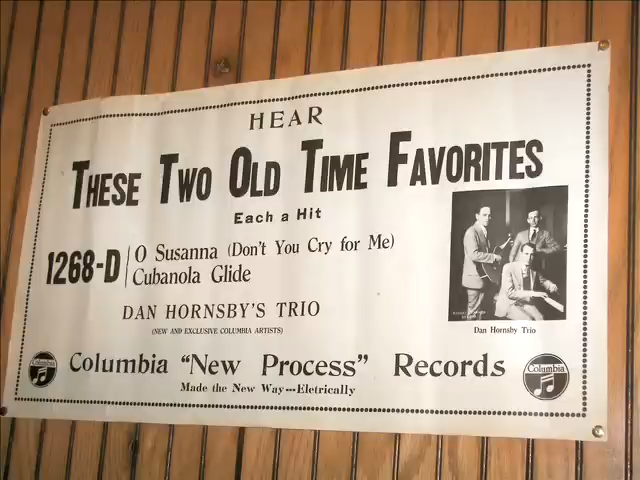 HEAR
THESE TWO OLD TIME FAVORITES
Each a Hit
1268-D
O Susanna (Don't You Cry for Me)
Cubanola Glide
DAN HORNSBY'S TRIO
(NEW AND EXCLUSIVE COLUMBIA ARTISTS)
Dan Hornsby Trio
Columbia "New Process" Records
Made the New Way---Eletrically
Columbia
Columbia